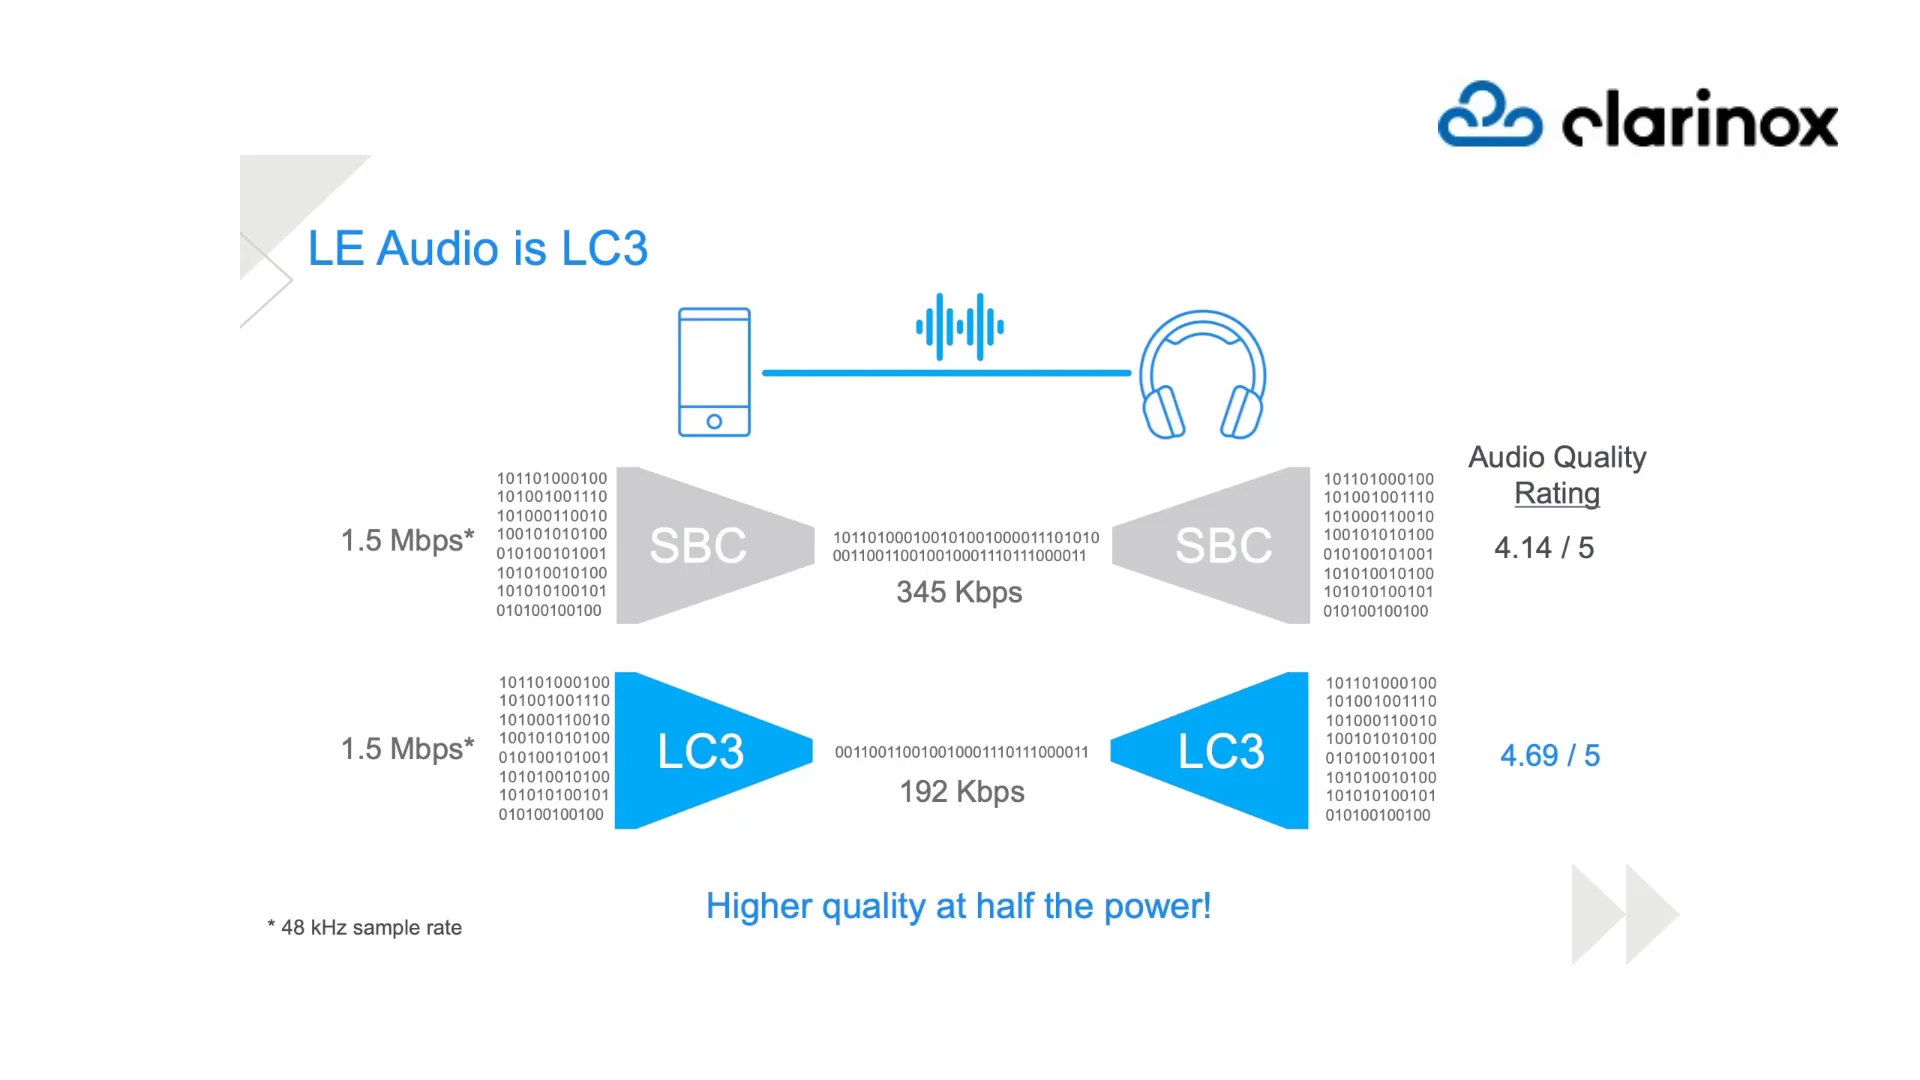 clarinox
LE Audio is LC3
Audio Quality
Rating
1.5 Mbps*
101101000100
101001001110
101000110010
100101010100
010100101001
101010010100
101010100101
010100100100
SBC
101101000100101001000011101010
001100110010010001110111000011
345 Kbps
SBC
101101000100
101001001110
101000110010
100101010100
010100101001
101010010100
101010100101
010100100100
4.14 / 5
1.5 Mbps*
101101000100
101001001110
101000110010
100101010100
010100101001
101010010100
101010100101
010100100100
LC3
001100110010010001110111000011
192 Kbps
LC3
101101000100
101001001110
101000110010
100101010100
010100101001
101010010100
101010100101
010100100100
4.69 / 5
Higher quality at half the power!
* 48 kHz sample rate